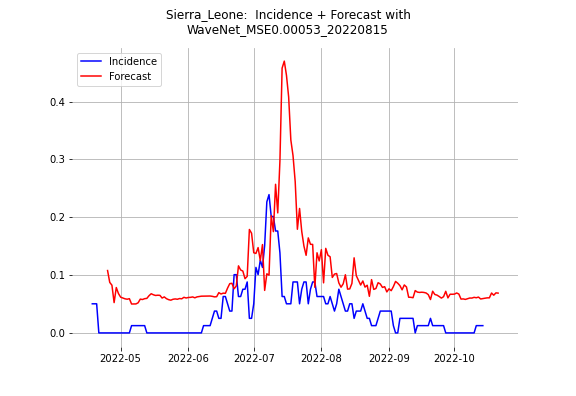 Sierra_Leone:  Incidence + Forecast with
WaveNet_MSE0.00053_20220815
Incidence
Forecast
0.4
0.3
0.2
0.1
0.0
2022-05 2022-06 2022-07 2022-08 2022-09 2022-10